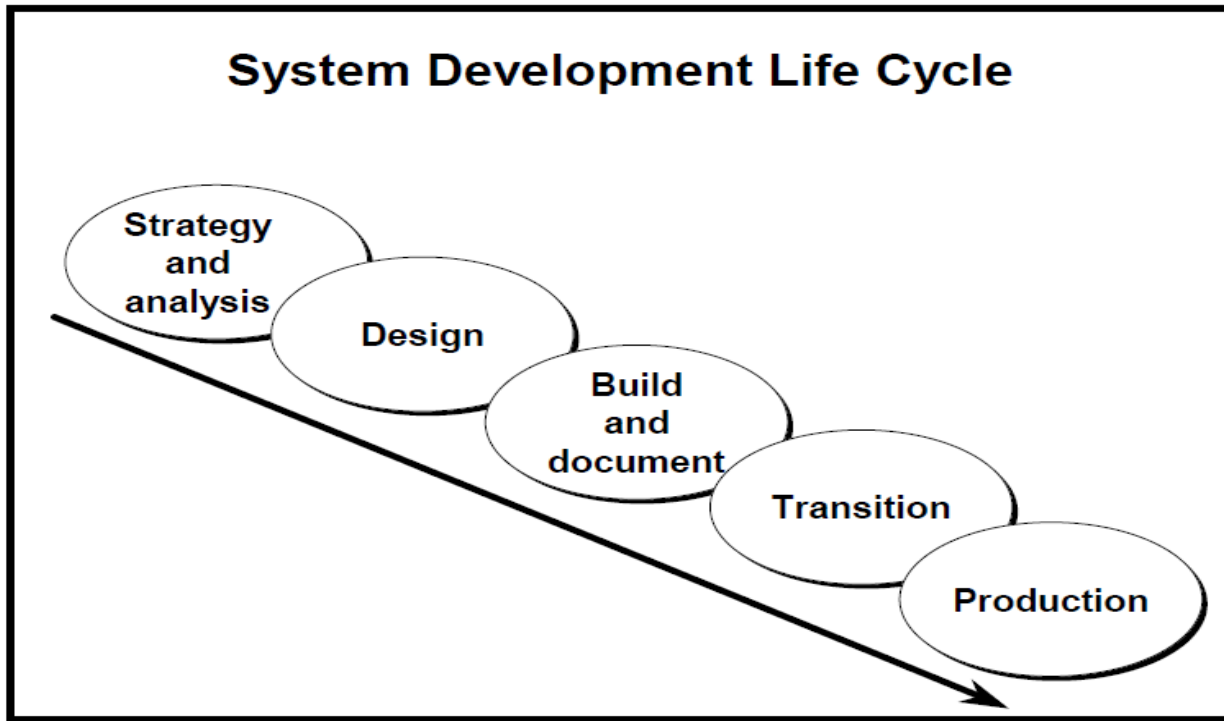 System Development Life Cycle
Strategy
and
analysis
Design
Build
and
document
Transition
Production